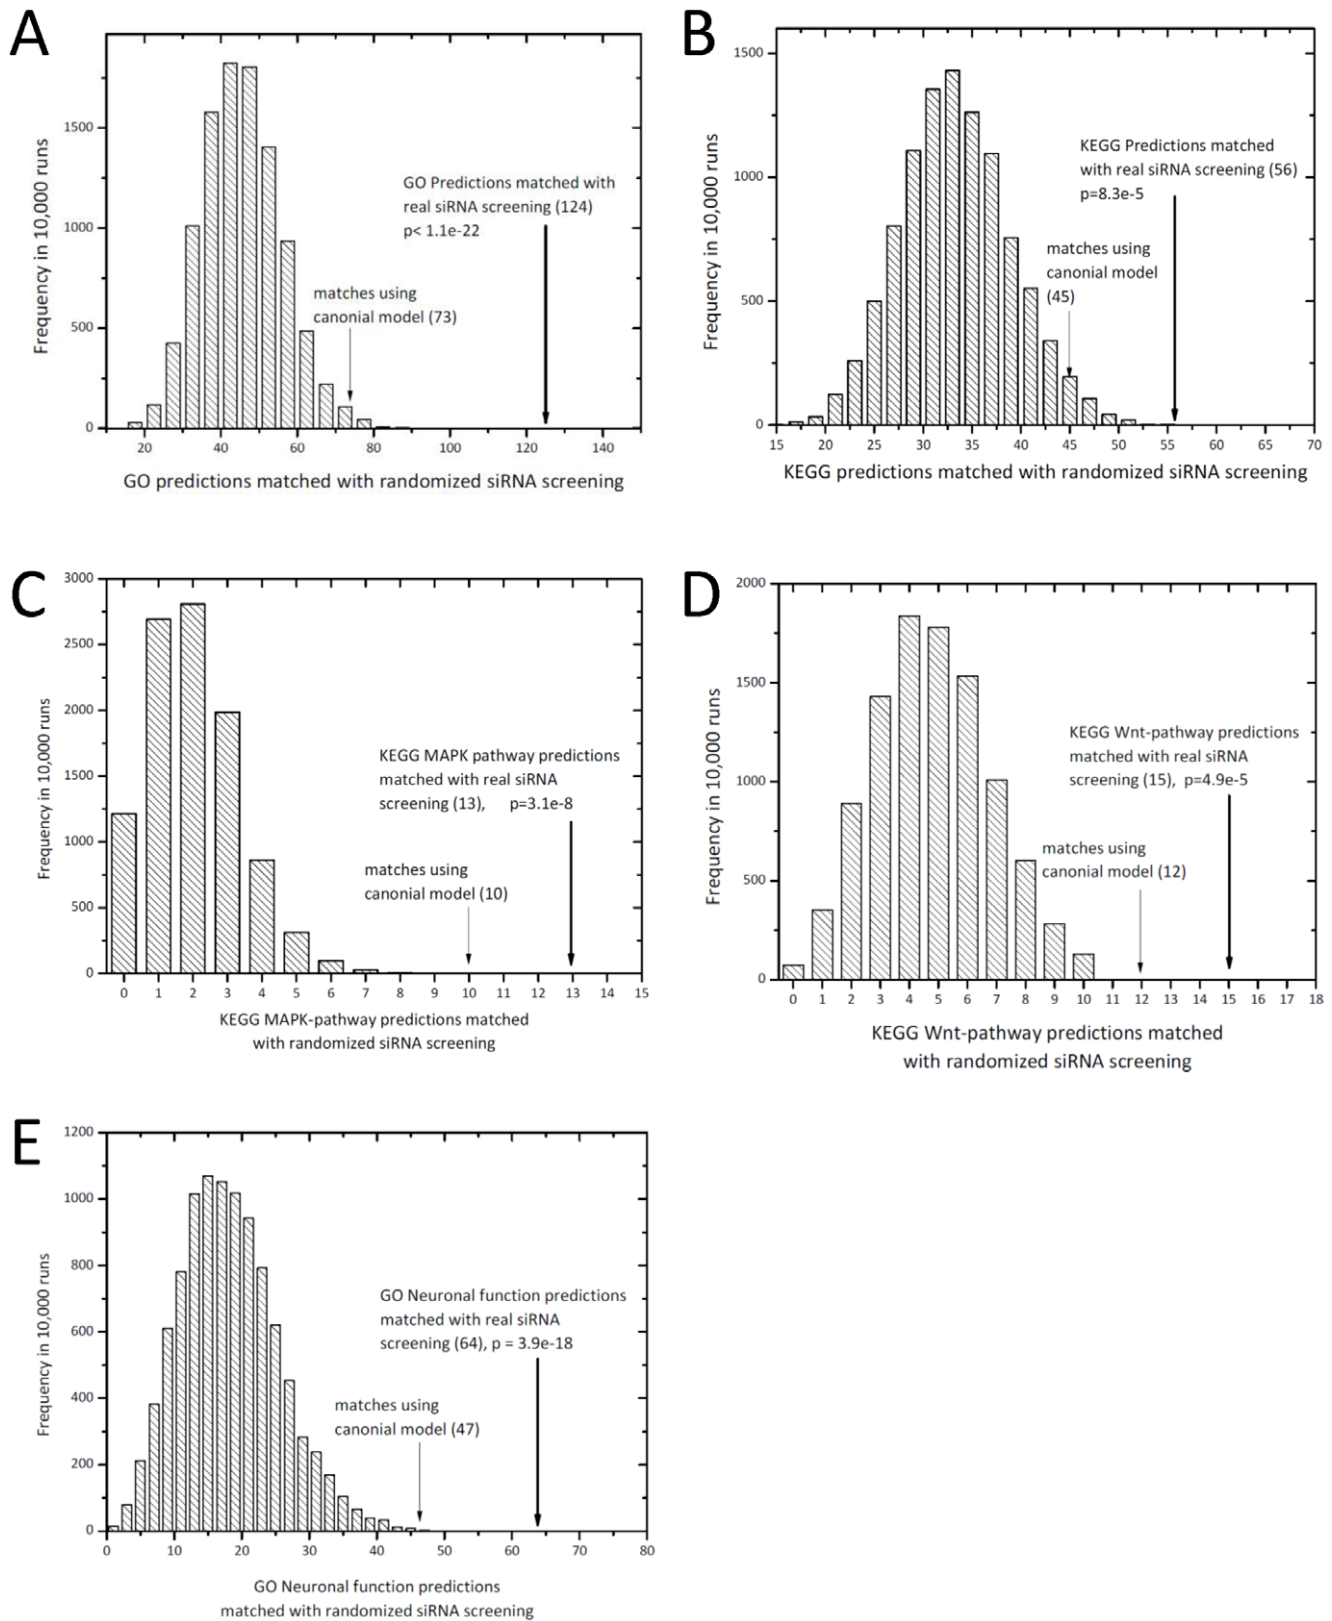 A
Frequency in 10,000 runs
1500
1000
500
0
GO Predictions matched with
real siRNA screening (124)
p< 1.1e-22
matches using
canonial model (73)
20 40 60 80 100 120 140
GO predictions matched with randomized siRNA screening
B
Frequency in 10,000 runs
1500
1000
500
0
KEGG Predictions matched
with real siRNA screening (56)
p=8.3e-5
matches using
canonial model
(45)
15 20 25 30 35 40 45 50 55 60 65 70
KEGG predictions matched with randomized siRNA screening
C
Frequency in 10,000 runs
3000
2500
2000
1500
1000
500
0
KEGG MAPK pathway predictions
matched with real siRNA
screening (13), p=3.1e-8
matches using
canonial model (10)
0 1 2 3 4 5 6 7 8 9 10 11 12 13 14 15
KEGG MAPK-pathway predictions matched
with randomized siRNA screening
D
Frequency in 10,000 runs
2000
1500
1000
500
0
KEGG Wnt-pathway predictions
matched with real siRNA
screening (15), p=4.9e-5
matches using
canonial model (12)
0 1 2 3 4 5 6 7 8 9 10 11 12 13 14 15 16 17 18
KEGG Wnt-pathway predictions matched
with randomized siRNA screening
E
Frequency in 10,000 runs
1200
1000
800
600
400
200
0
GO Neuronal function predictions
matched with real siRNA
screening (64), p = 3.9e-18
matches using
canonial model (47)
0 10 20 30 40 50 60 70 80
GO Neuronal function predictions
matched with randomized siRNA screening